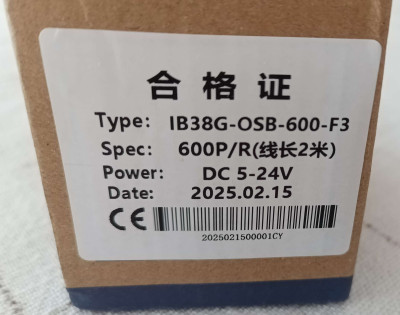 合格证
Type: IB38G-OSB-600-F3
Spec: 600P/R(线长2米)
Power: DC 5-24V
Date: 2025.02.15
CE
2025021500001CY